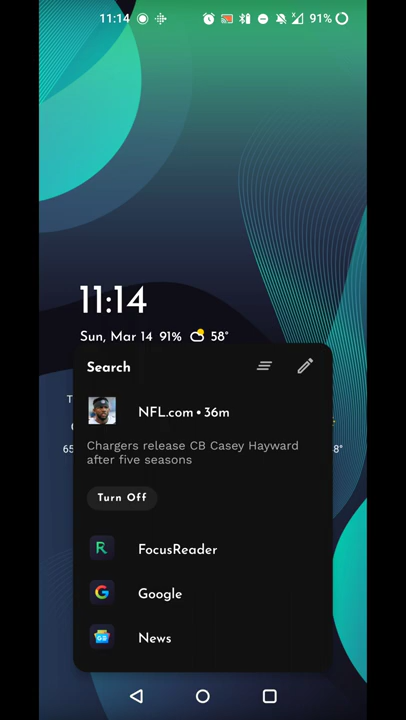 11:14
91%
11:14
Sun, Mar 14 91% 58°
Search
NFL.com • 36m
Chargers release CB Casey Hayward
after five seasons
Turn Off
FocusReader
Google
News